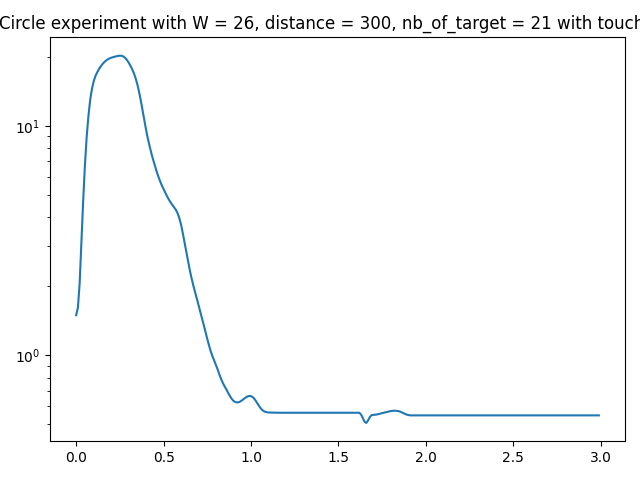 Circle experiment with W = 26, distance = 300, nb_of_target = 21 with touch
10¹
10⁰
0.0 0.5 1.0 1.5 2.0 2.5 3.0